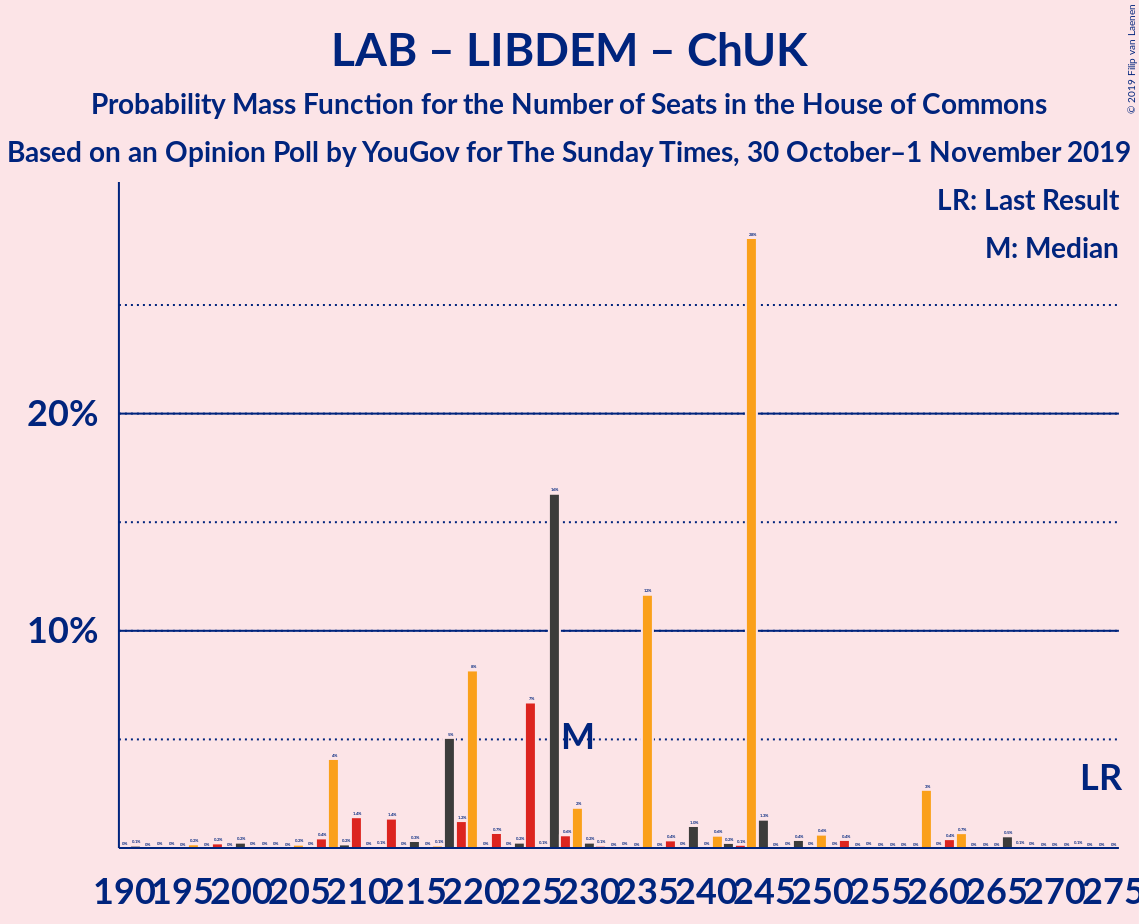 LAB – LIBDEM – ChUK
Probability Mass Function for the Number of Seats in the House of Commons
Based on an Opinion Poll by YouGov for The Sunday Times, 30 October–1 November 2019
© 2019 Filip van Laenen
LR: Last Result
M: Median
20%
10%
M
LR
190 195 200 205 210 215 220 225 230 235 240 245 250 255 260 265 270 275